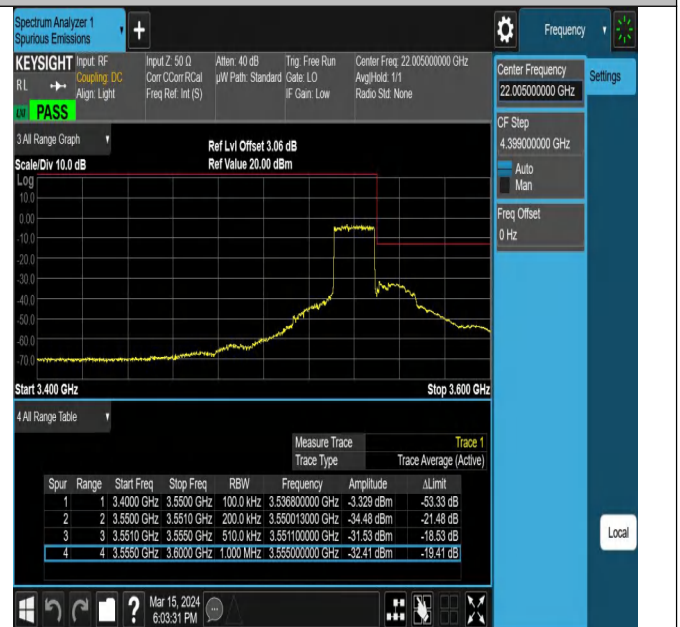 Spectrum Analyzer 1
Spurious Emissions
+
Frequency
KEYSIGHT
RL
PASS
Input: RF
Coupling: DC
Align: Light
Input Z: 50 Ω
Corr CCorr RCal
Freq Ref: Int (S)
Atten: 40 dB
µW Path: Standard
Trig: Free Run
Gate: LO
IF Gain: Low
Center Freq: 22.005000000 GHz
Avg|Hold: 1/1
Radio Std: None
Center Frequency
22.005000000 GHz
Settings
CF Step
4.399000000 GHz
Auto
Man
Freq Offset
0 Hz
3 All Range Graph
Ref Lvl Offset 3.06 dB
Scale/Div 10.0 dB
Ref Value 20.00 dBm
Log
10.0
0.00
-10.0
-20.0
-30.0
-40.0
-50.0
-60.0
-70.0
Start 3.400 GHz
Stop 3.600 GHz
4 All Range Table
Measure Trace Trace 1
Trace Type Trace Average (Active)
Spur Range Start Freq Stop Freq RBW Frequency Amplitude ΔLimit
1 1 3.4000 GHz 3.5500 GHz 100.0 kHz 3.536800000 GHz -3.329 dBm -53.33 dB
2 2 3.5500 GHz 3.5510 GHz 200.0 kHz 3.550013000 GHz -34.48 dBm -21.48 dB
3 3 3.5510 GHz 3.5550 GHz 510.0 kHz 3.551100000 GHz -31.53 dBm -18.53 dB
4 4 3.5550 GHz 3.6000 GHz 1.000 MHz 3.555000000 GHz -32.41 dBm -19.41 dB
Local
?
Mar 15, 2024
6:03:31 PM